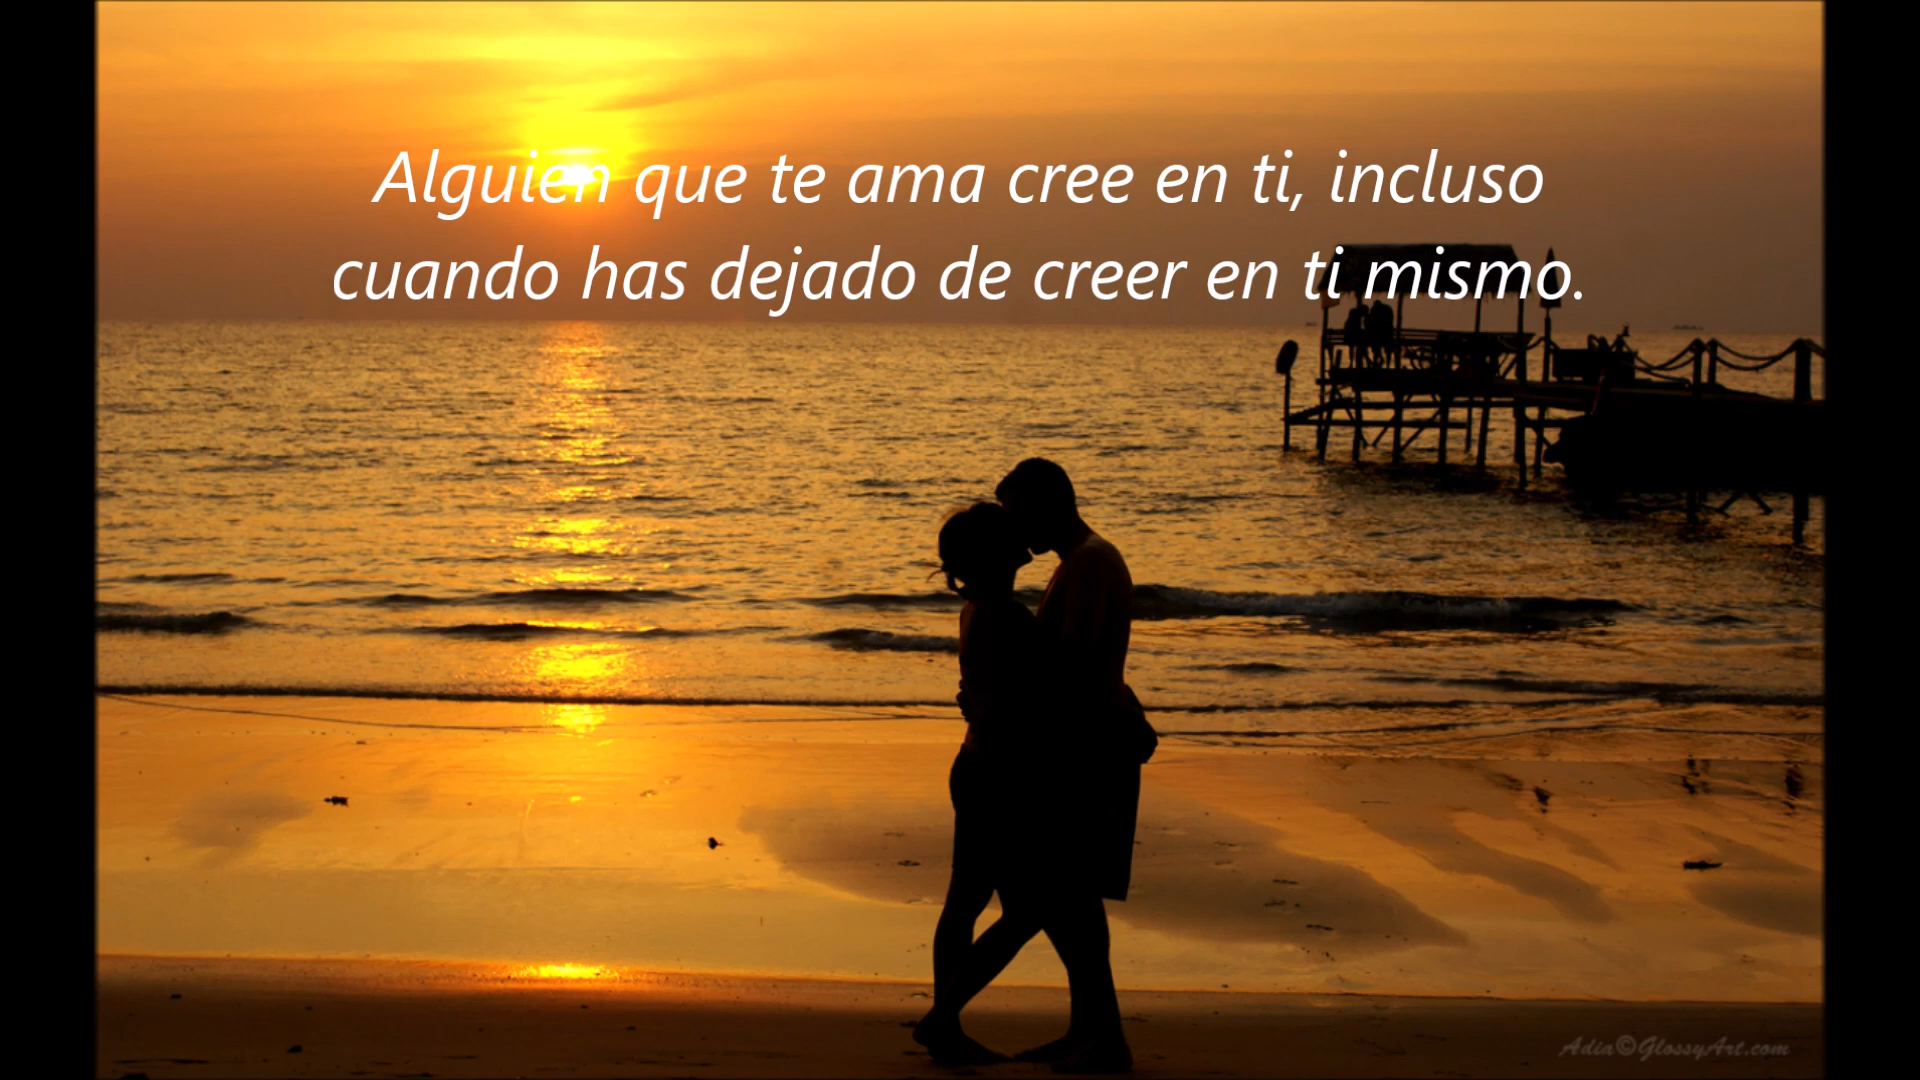 Alguien que te ama cree en ti, incluso
cuando has dejado de creer en ti mismo.
Adia©GlossyArt.com